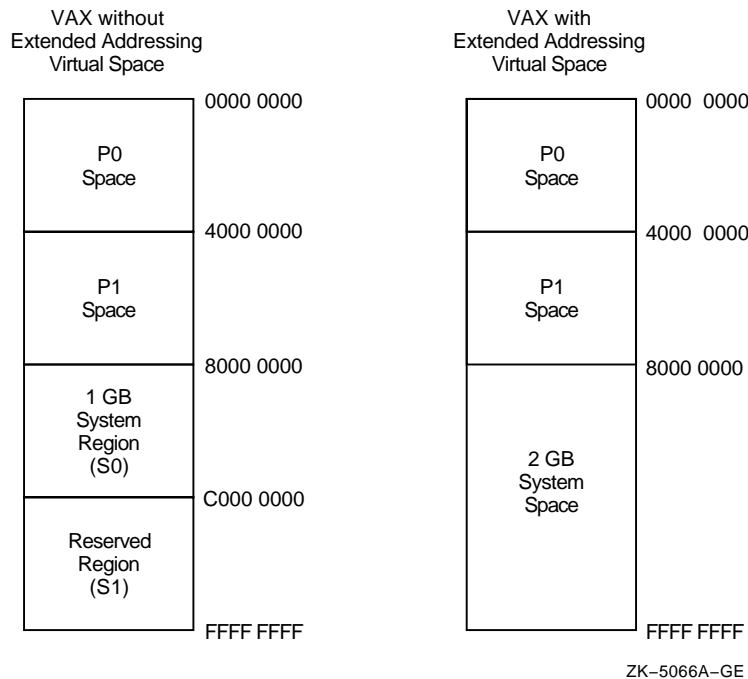 VAX without
Extended Addressing
Virtual Space
0000 0000
P0
Space
4000 0000
P1
Space
8000 0000
1 GB
System
Region
(S0)
C000 0000
Reserved
Region
(S1)
FFFF FFFF
VAX with
Extended Addressing
Virtual Space
0000 0000
P0
Space
4000 0000
P1
Space
8000 0000
2 GB
System
Space
FFFF FFFF
ZK–5066A–GE